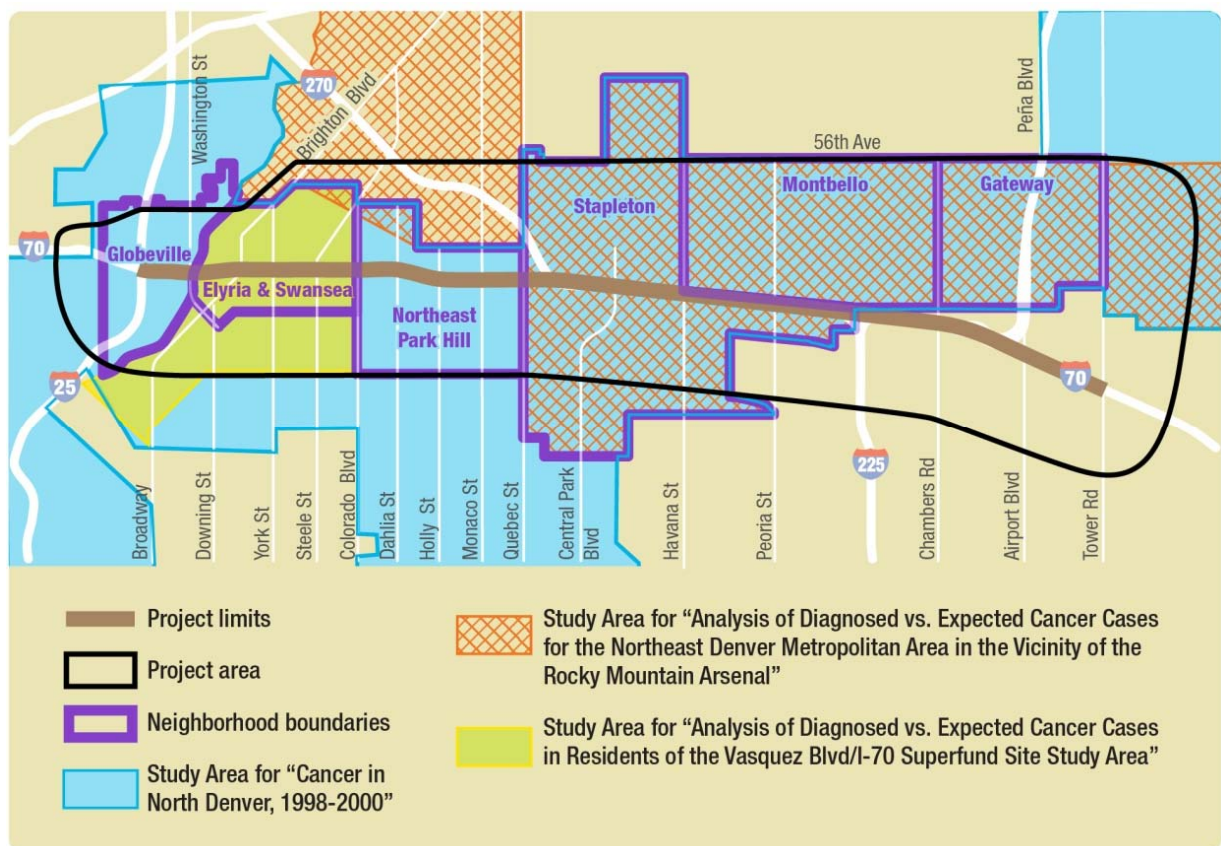 270
Washington St
Brighton Blvd
Peña Blvd
56th Ave
Montbello
Gateway
Stapleton
70
Globeville
Elyria & Swansea
Northeast
Park Hill
25
70
225
Broadway
Downing St
York St
Steele St
Colorado Blvd
Dahlia St
Holly St
Monaco St
Quebec St
Central Park
Blvd
Havana St
Peoria St
Chambers Rd
Airport Blvd
Tower Rd
Project limits
Project area
Neighborhood boundaries
Study Area for “Cancer in
North Denver, 1998-2000”
Study Area for “Analysis of Diagnosed vs. Expected Cancer Cases
for the Northeast Denver Metropolitan Area in the Vicinity of the
Rocky Mountain Arsenal”
Study Area for “Analysis of Diagnosed vs. Expected Cancer Cases
in Residents of the Vasquez Blvd/I-70 Superfund Site Study Area”